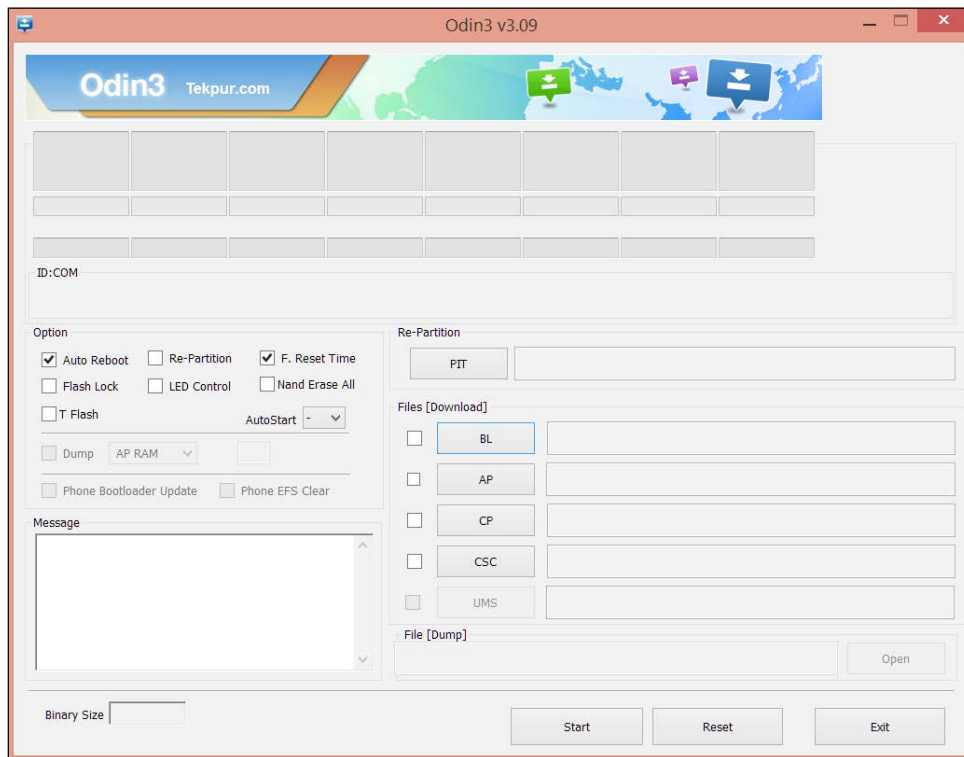 Odin3 v3.09
Odin3 Tekpur.com
ID:COM
Option
Auto Reboot Re-Partition F. Reset Time
Flash Lock LED Control Nand Erase All
T Flash AutoStart -
Dump AP RAM
Phone Bootloader Update Phone EFS Clear
Message
Re-Partition
PIT
Files [Download]
BL
AP
CP
CSC
UMS
File [Dump]
Open
Binary Size
Start Reset Exit